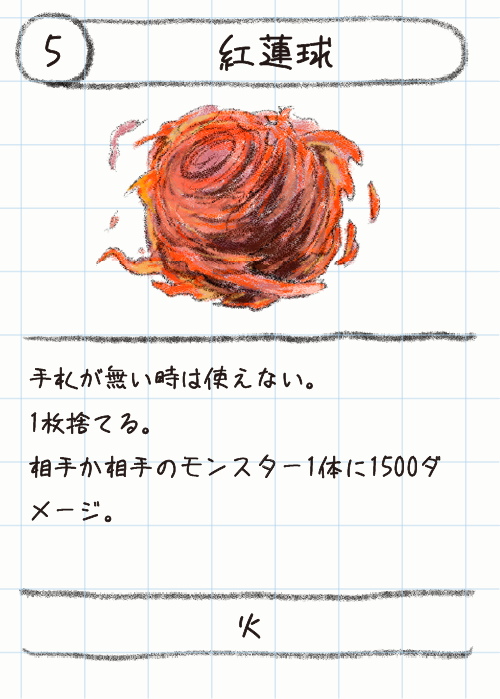 5
紅蓮球
手札が無い時は使えない。
1枚捨てる。
相手か相手のモンスター1体に1500ダ
メージ。
火